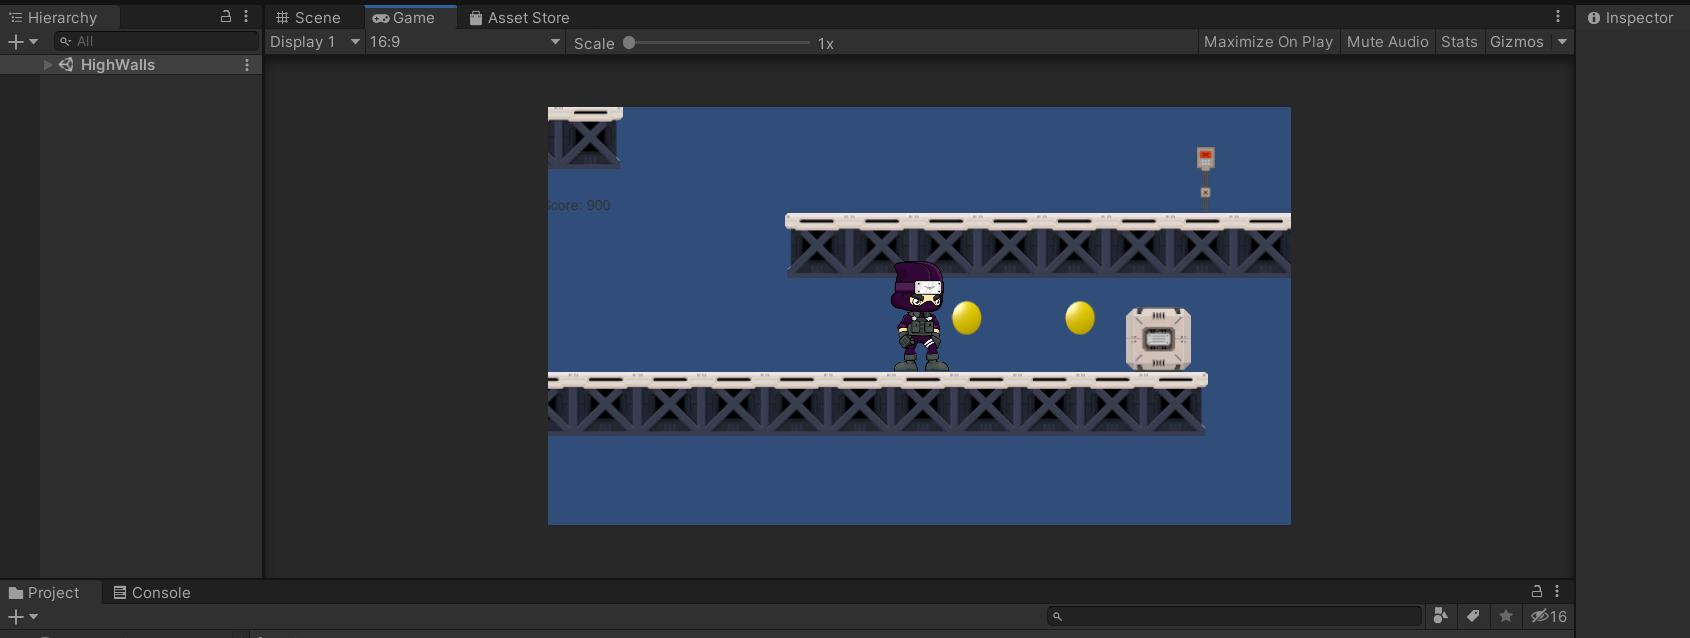 Hierarchy
Scene
Game
Asset Store
Inspector
All
Display 1
16:9
Scale
1x
Maximize On Play
Mute Audio
Stats
Gizmos
HighWalls
Score: 900
Project
Console
16